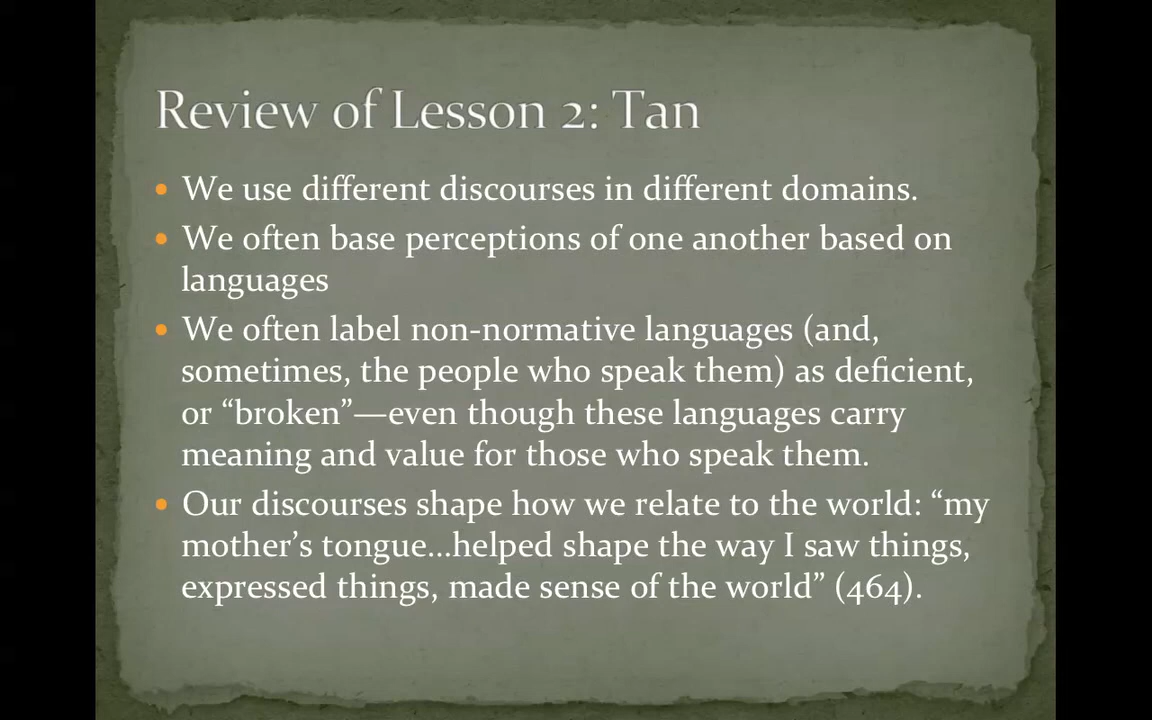 Review of Lesson 2: Tan
• We use different discourses in different domains.
• We often base perceptions of one another based on
languages
• We often label non-normative languages (and,
sometimes, the people who speak them) as deficient,
or “broken”—even though these languages carry
meaning and value for those who speak them.
• Our discourses shape how we relate to the world: “my
mother’s tongue…helped shape the way I saw things,
expressed things, made sense of the world” (464).